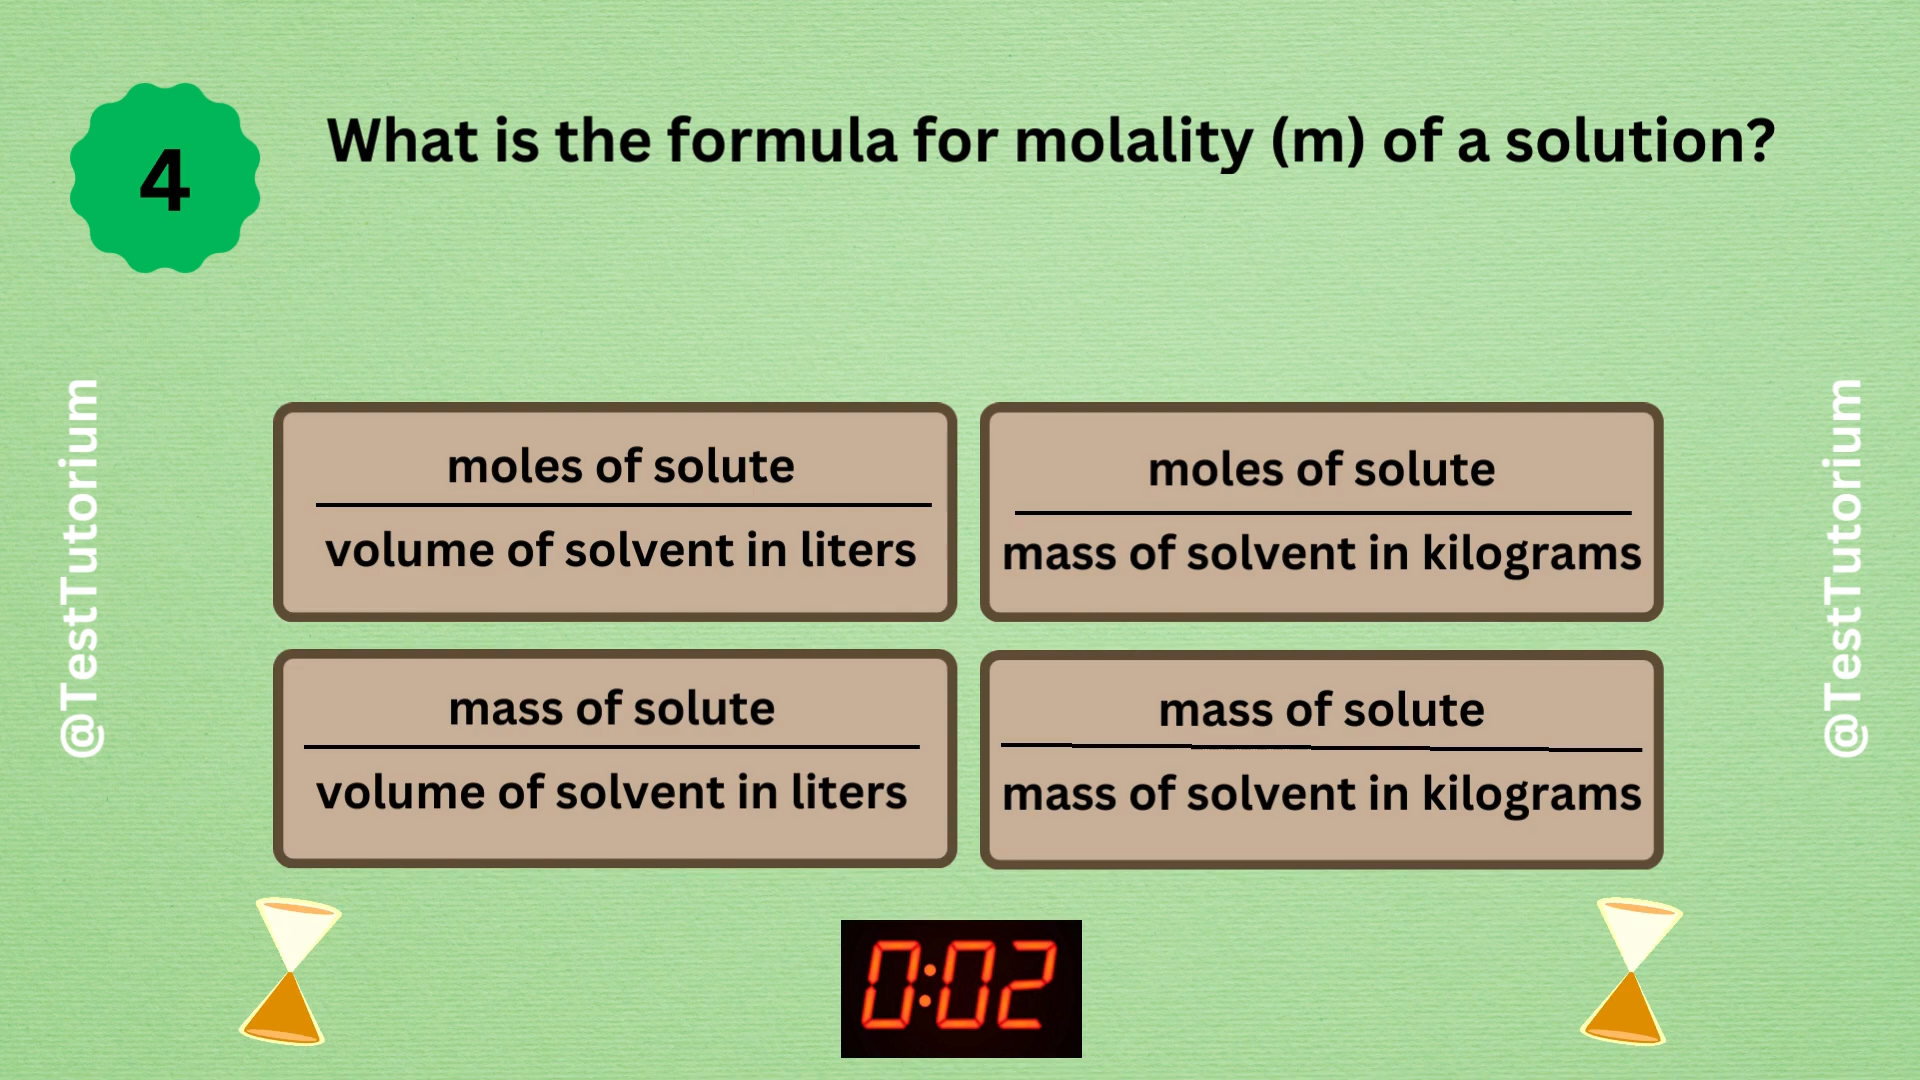 4
What is the formula for molality (m) of a solution?
moles of solute
volume of solvent in liters
moles of solute
mass of solvent in kilograms
mass of solute
volume of solvent in liters
mass of solute
mass of solvent in kilograms
@TestTutorium
@TestTutorium
0:02